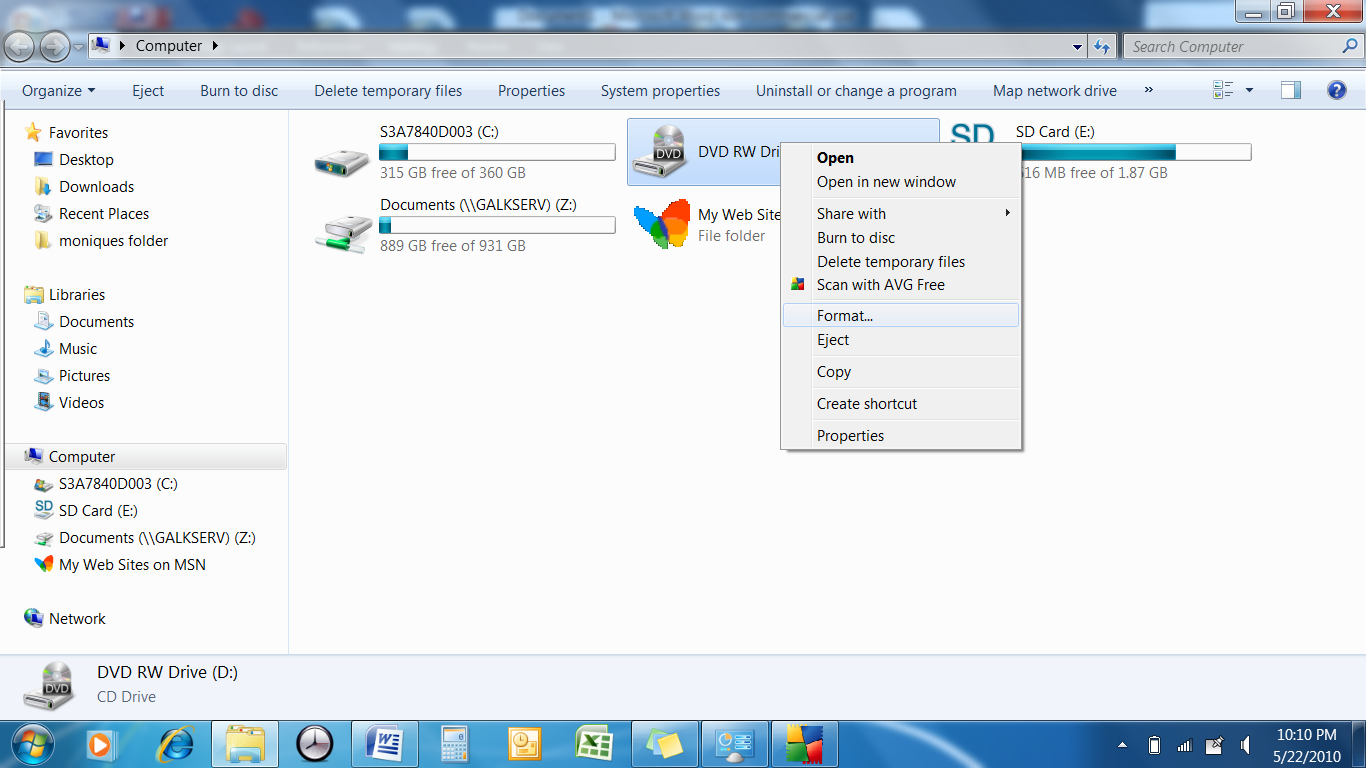 Computer
Search Computer
Organize Eject Burn to disc Delete temporary files Properties System properties Uninstall or change a program Map network drive »
Favorites
Desktop
Downloads
Recent Places
moniques folder
Libraries
Documents
Music
Pictures
Videos
Computer
S3A7840D003 (C:)
SD Card (E:)
Documents (\\GALKSERV) (Z:)
My Web Sites on MSN
Network
S3A7840D003 (C:)
315 GB free of 360 GB
DVD
DVD RW
SD
SD Card (E:)
MB free of 1.87 GB
Documents (\\GALKSERV) (Z:)
889 GB free of 931 GB
My Web Site
File folder
Open
Open in new window
Share with
Burn to disc
Delete temporary files
Scan with AVG Free
Format...
Eject
Copy
Create shortcut
Properties
DVD
DVD RW Drive (D:)
CD Drive
10:10 PM
5/22/2010